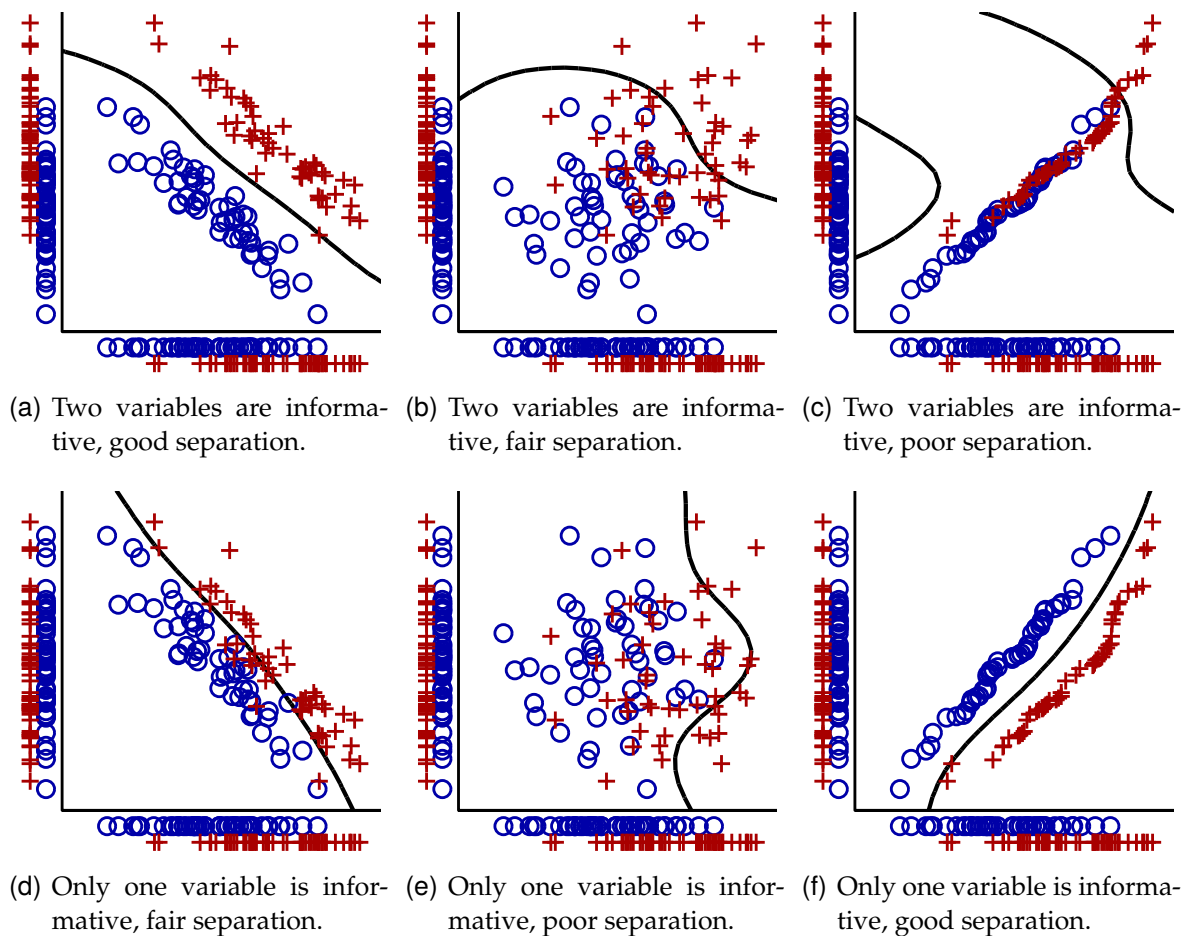 (a) Two variables are informa-
tive, good separation.
(b) Two variables are informa-
tive, fair separation.
(c) Two variables are informa-
tive, poor separation.
(d) Only one variable is infor-
mative, fair separation.
(e) Only one variable is infor-
mative, poor separation.
(f) Only one variable is informa-
tive, good separation.